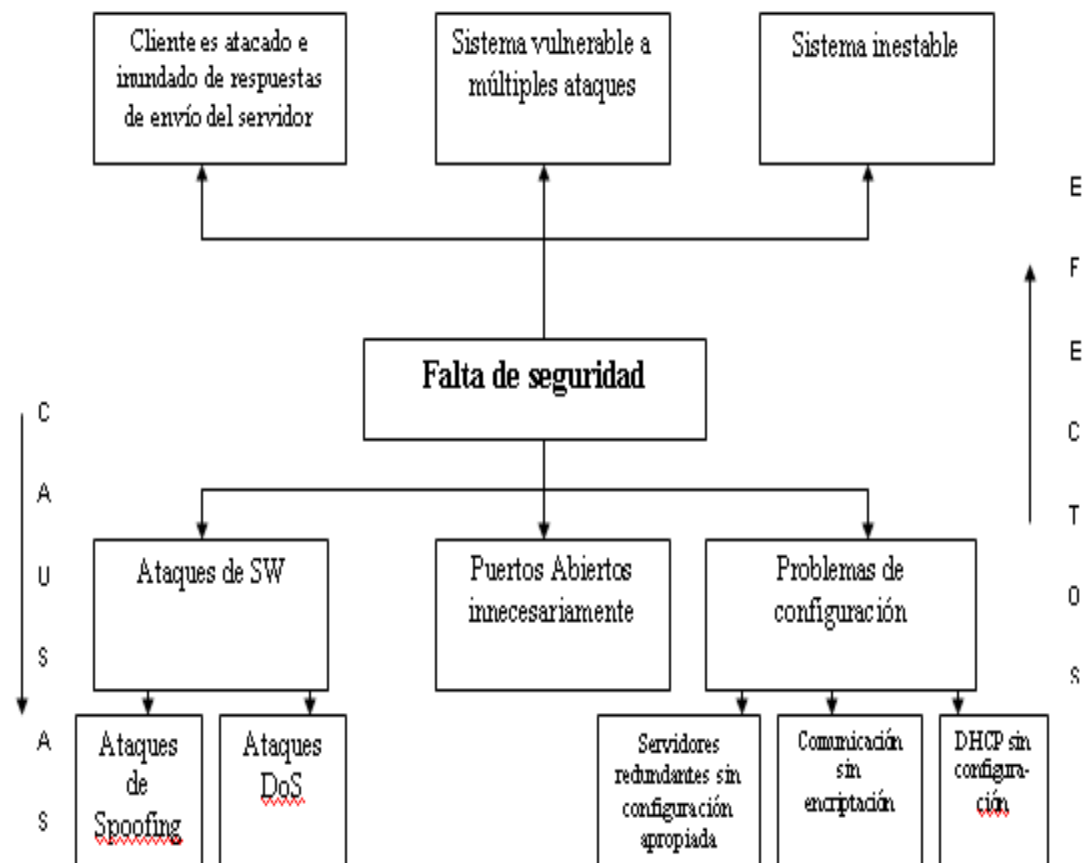 Cliente es atacado e
inundado de respuestas
de envío del servidor
Sistema vulnerable a
múltiples ataques
Sistema inestable
Falta de seguridad
Ataques de SW
Puertos Abiertos
innecesariamente
Problemas de
configuración
Ataques
de
Spoofing
Ataques
DoS
Servidores
redundantes sin
configuración
apropiada
Comunicación
sin
encriptación
DHCP sin
configura-
ción
C
A
U
S
A
S
E
F
E
C
T
O
S